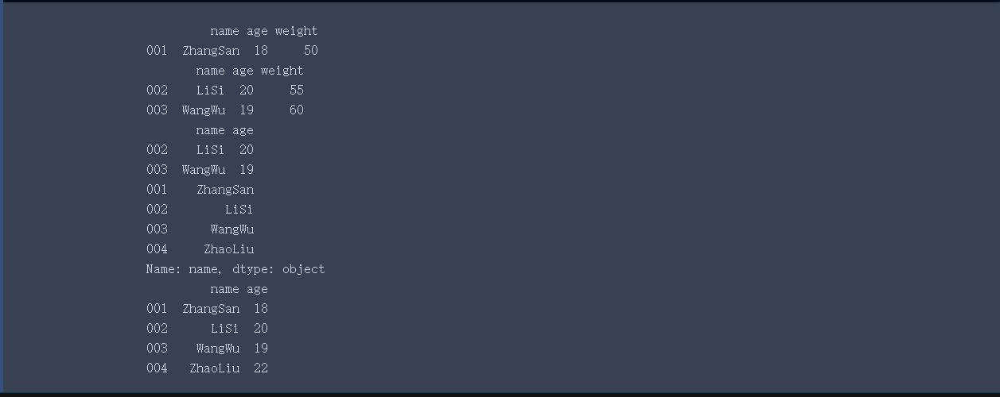 name age weight
001  ZhangSan  18     50
name age weight
002    LiSi  20     55
003  WangWu  19     60
name age
002    LiSi  20
003  WangWu  19
001    ZhangSan
002        LiSi
003      WangWu
004     ZhaoLiu
Name: name, dtype: object
name age
001  ZhangSan  18
002      LiSi  20
003    WangWu  19
004   ZhaoLiu  22